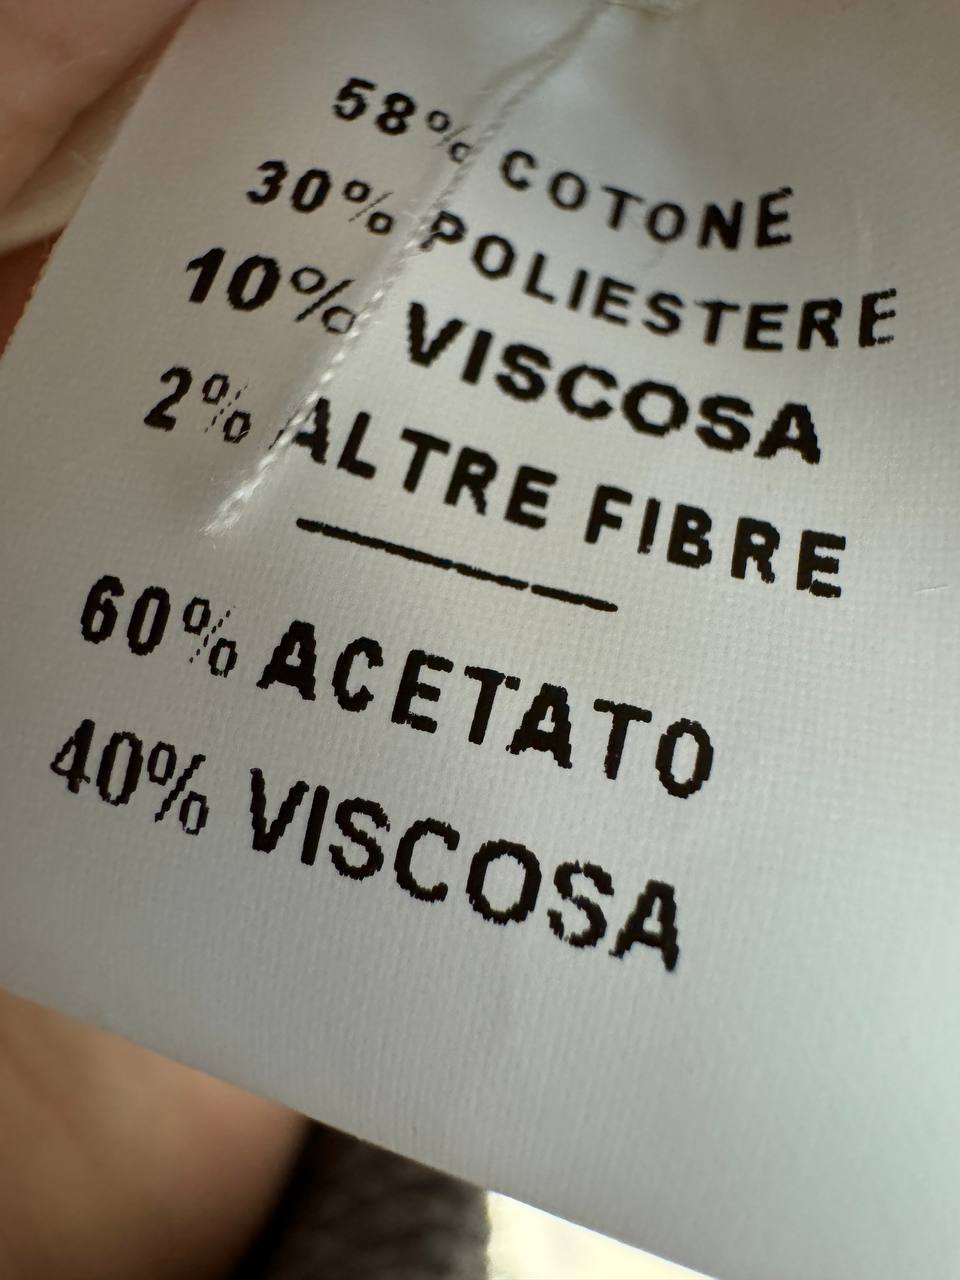 58% COTONE
30% POLIESTERE
10% VISCOSA
2% ALTRE FIBRE
60% ACETATO
40% VISCOSA